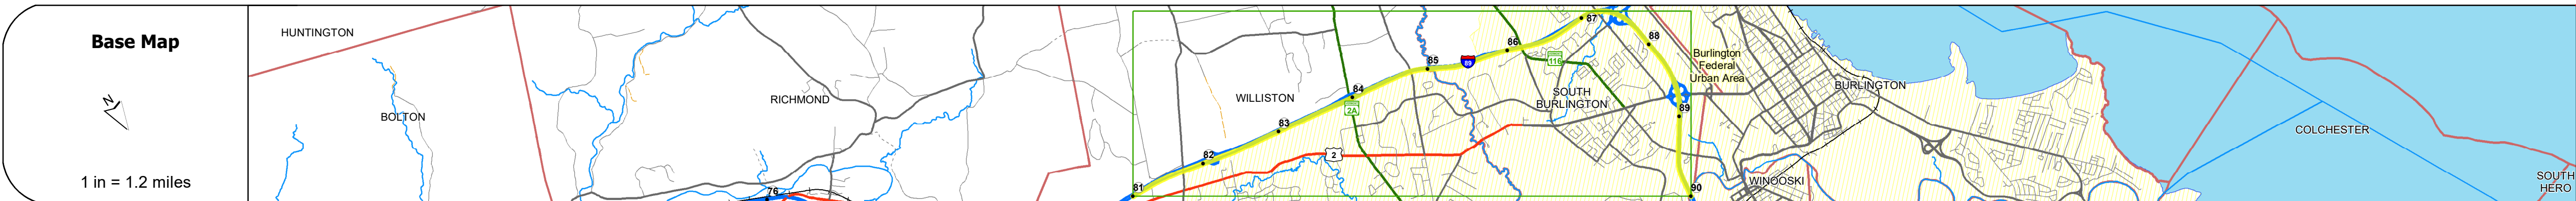 Base Map
N
1 in = 1.2 miles
HUNTINGTON
BOLTON
RICHMOND
76
81
82
WILLISTON
83
84
2A
2
85
89
86
116
87
SOUTH
BURLINGTON
88
89
90
Burlington
Federal
Urban Area
BURLINGTON
WINOOSKI
COLCHESTER
SOUTH
HERO